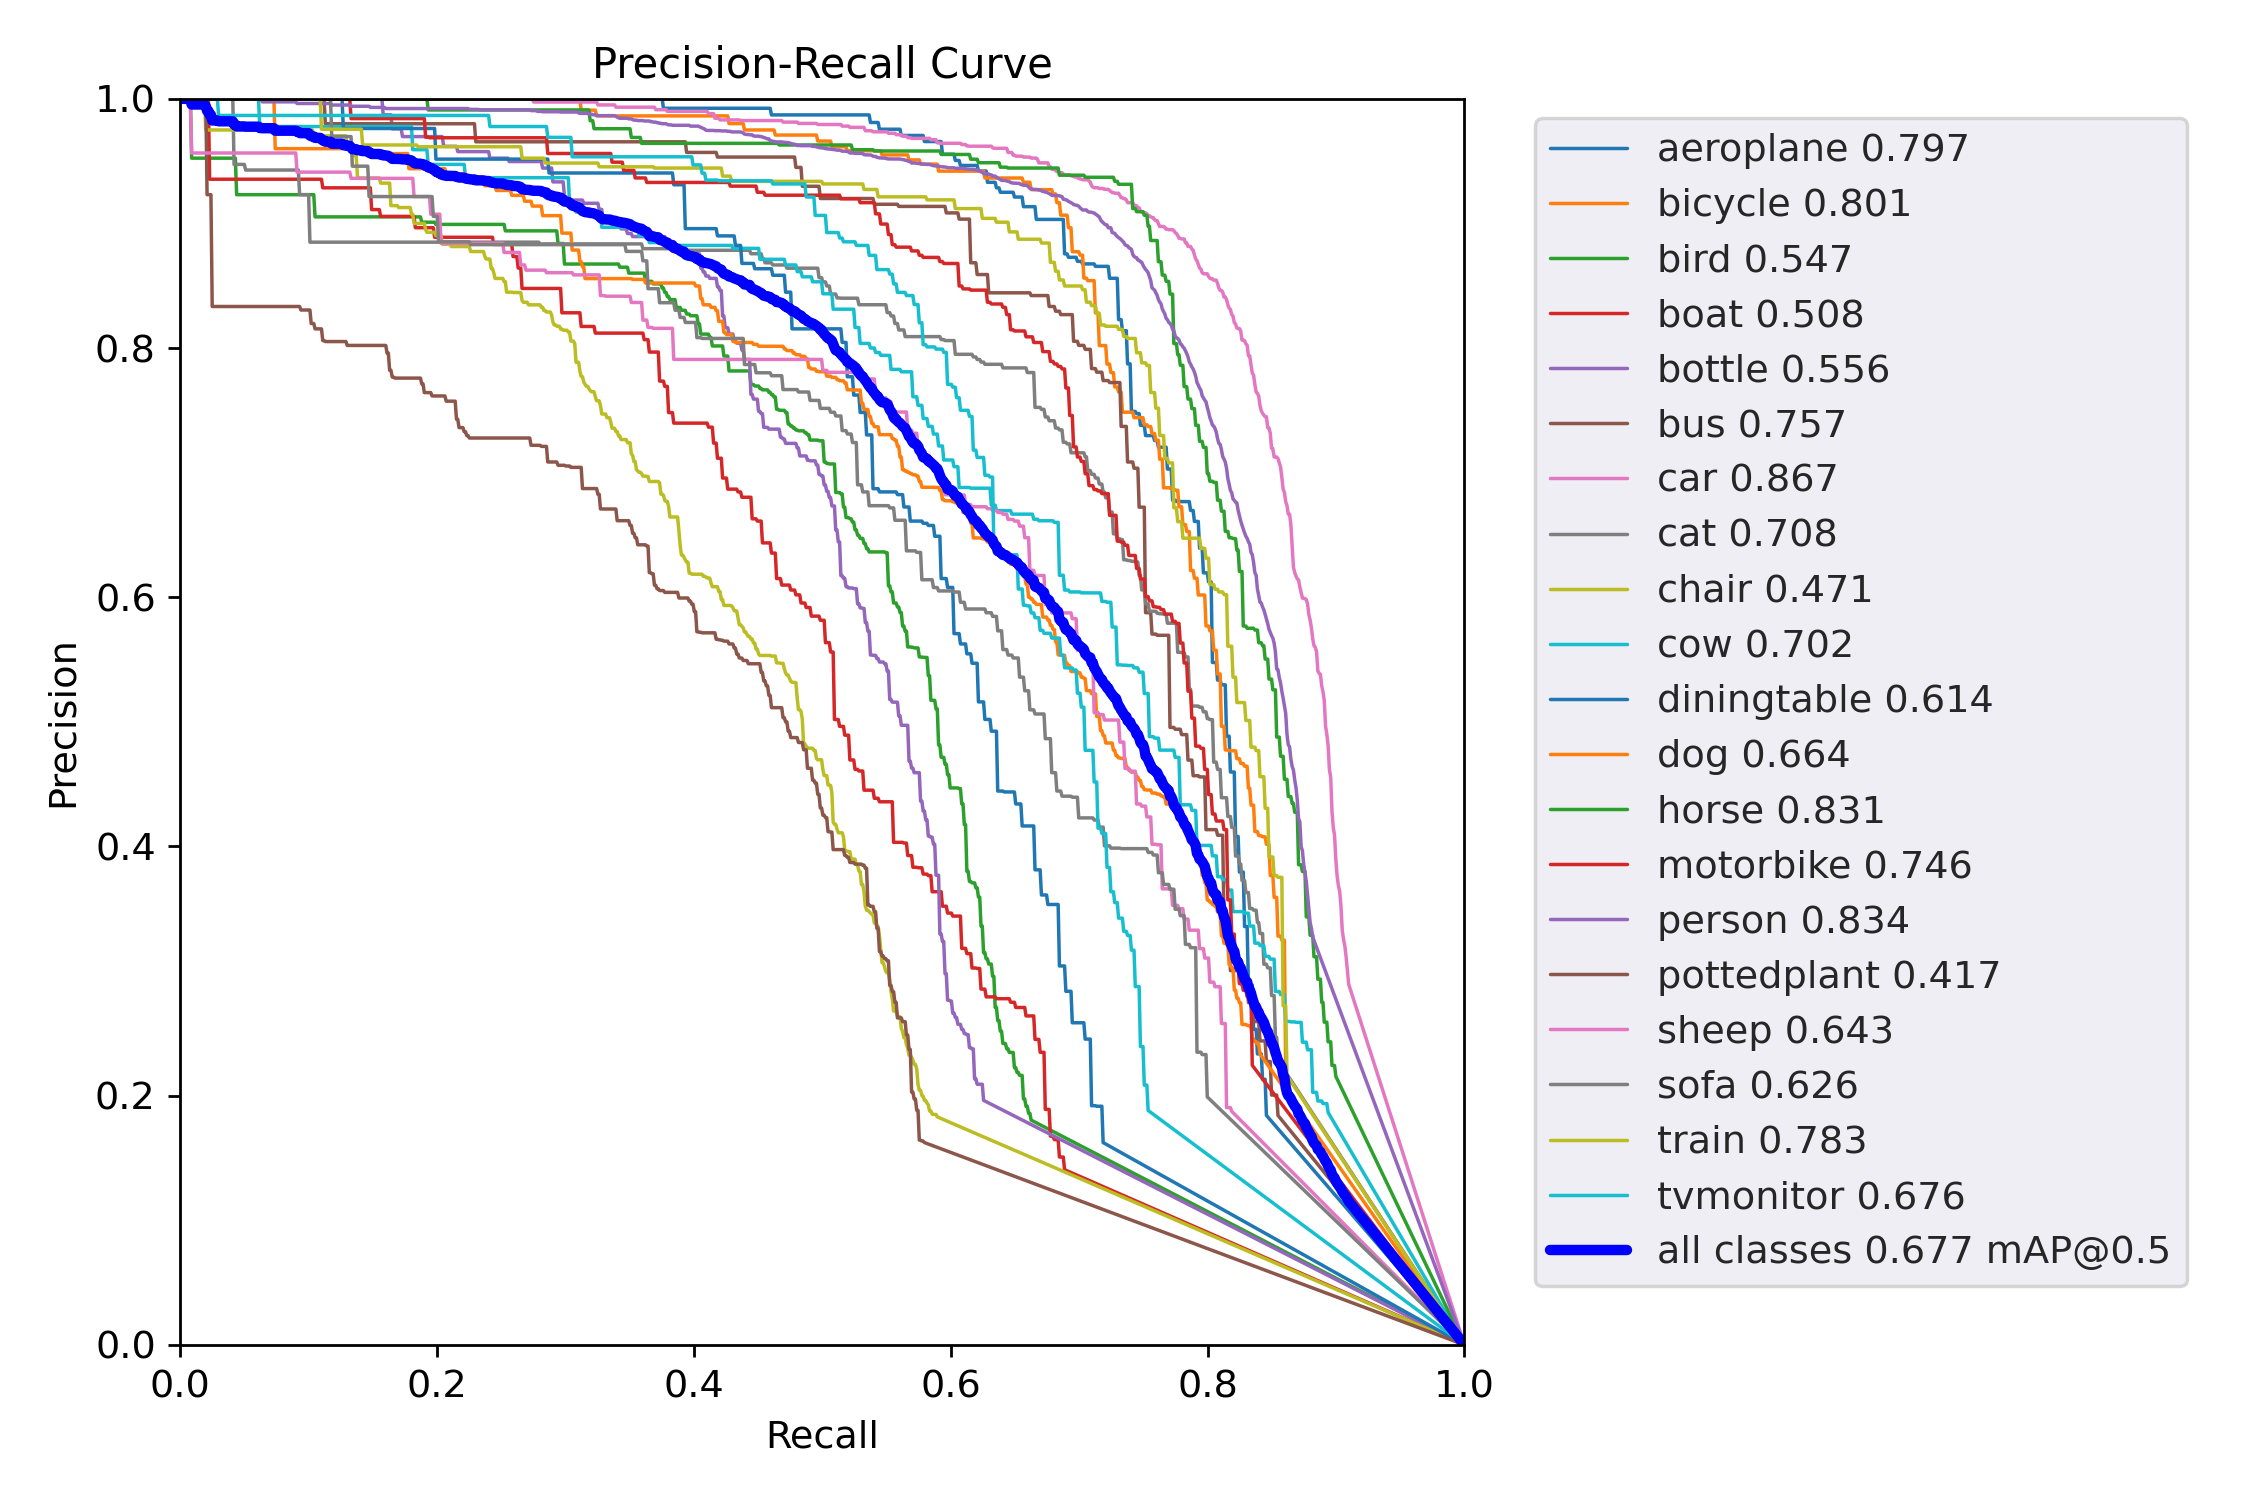 Precision-Recall Curve
1.0
0.8
0.6
0.4
0.2
0.0
Precision
0.0 0.2 0.4 0.6 0.8 1.0
Recall
aeroplane 0.797
bicycle 0.801
bird 0.547
boat 0.508
bottle 0.556
bus 0.757
car 0.867
cat 0.708
chair 0.471
cow 0.702
diningtable 0.614
dog 0.664
horse 0.831
motorbike 0.746
person 0.834
pottedplant 0.417
sheep 0.643
sofa 0.626
train 0.783
tvmonitor 0.676
all classes 0.677 mAP@0.5